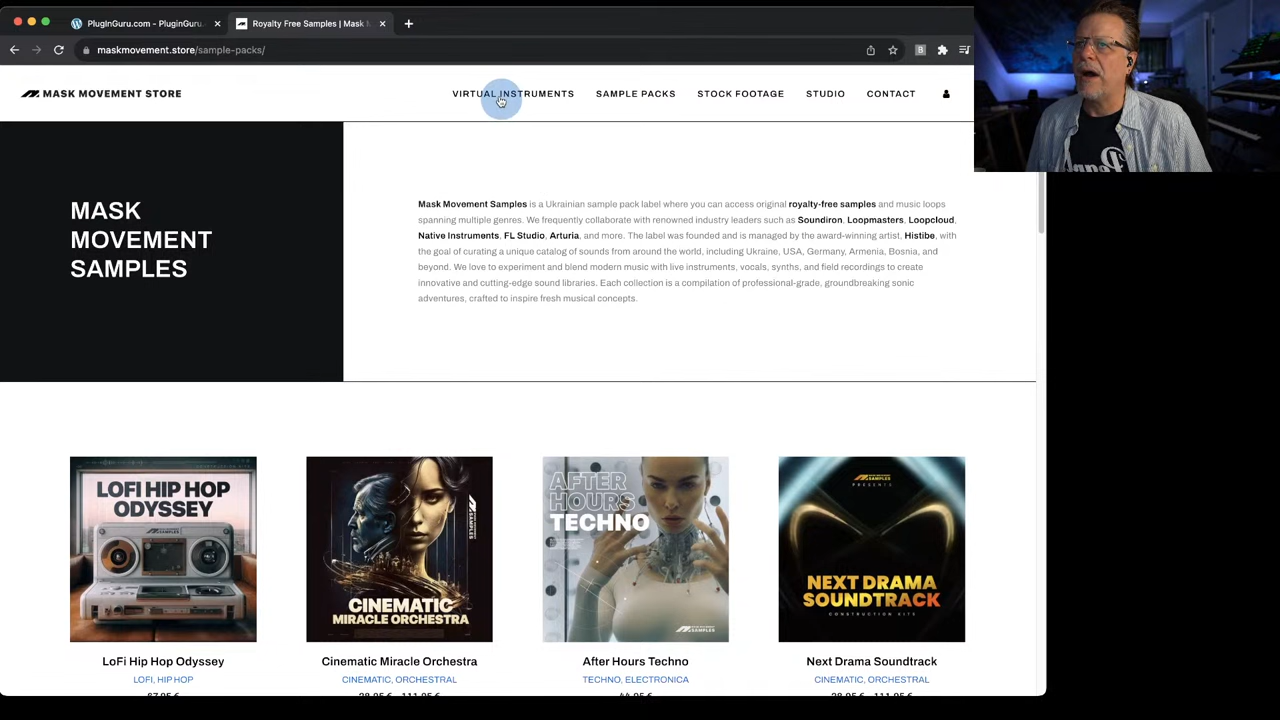 PluginGuru.com - PluginGuru.
Royalty Free Samples | Mask M
maskmovement.store/sample-packs/
MASK MOVEMENT STORE
VIRTUAL INSTRUMENTS
SAMPLE PACKS
STOCK FOOTAGE
STUDIO
CONTACT
MASK
MOVEMENT
SAMPLES
Mask Movement Samples is a Ukrainian sample pack label where you can access original royalty-free samples and music loops
spanning multiple genres. We frequently collaborate with renowned industry leaders such as Soundiron, Loopmasters, Loopcloud,
Native Instruments, FL Studio, Arturia, and more. The label was founded and is managed by the award-winning artist, Histibe, with
the goal of curating a unique catalog of sounds from around the world, including Ukraine, USA, Germany, Armenia, Bosnia, and
beyond. We love to experiment and blend modern music with live instruments, vocals, synths, and field recordings to create
innovative and cutting-edge sound libraries. Each collection is a compilation of professional-grade, groundbreaking sonic
adventures, crafted to inspire fresh musical concepts.
LOFI HIP HOP
ODYSSEY
CINEMATIC
MIRACLE ORCHESTRA
SAMPLES
AFTER
HOURS
TECHNO
SAMPLES
PRESENTS
NEXT DRAMA
SOUNDTRACK
CONSTRUCTION KITS
LoFi Hip Hop Odyssey
LOFI, HIP HOP
Cinematic Miracle Orchestra
CINEMATIC, ORCHESTRAL
After Hours Techno
TECHNO, ELECTRONICA
Next Drama Soundtrack
CINEMATIC, ORCHESTRAL